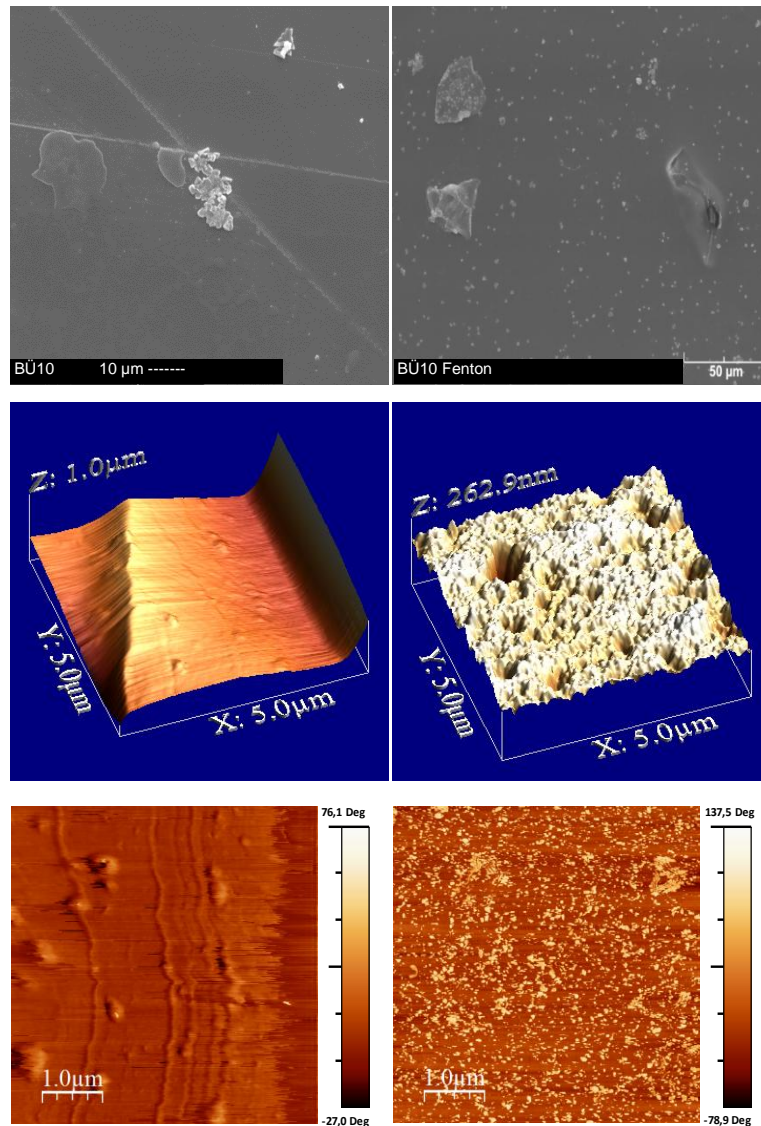 BÜ10 10 µm -------
BÜ10 Fenton
50 µm
Z: 1.0µm
Y: 5.0µm
X: 5.0µm
Z: 262.9nm
Y: 5.0µm
X: 5.0µm
76,1 Deg
1.0µm
-27,0 Deg
137,5 Deg
1.0µm
-78,9 Deg